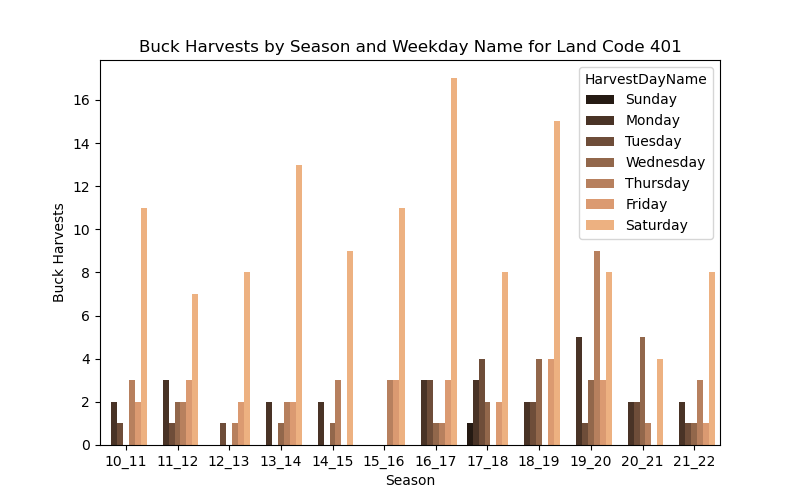 Buck Harvests by Season and Weekday Name for Land Code 401
HarvestDayName
Sunday
Monday
Tuesday
Wednesday
Thursday
Friday
Saturday
16
14
12
10
8
6
4
2
0
Buck Harvests
10_11 11_12 12_13 13_14 14_15 15_16 16_17 17_18 18_19 19_20 20_21 21_22
Season